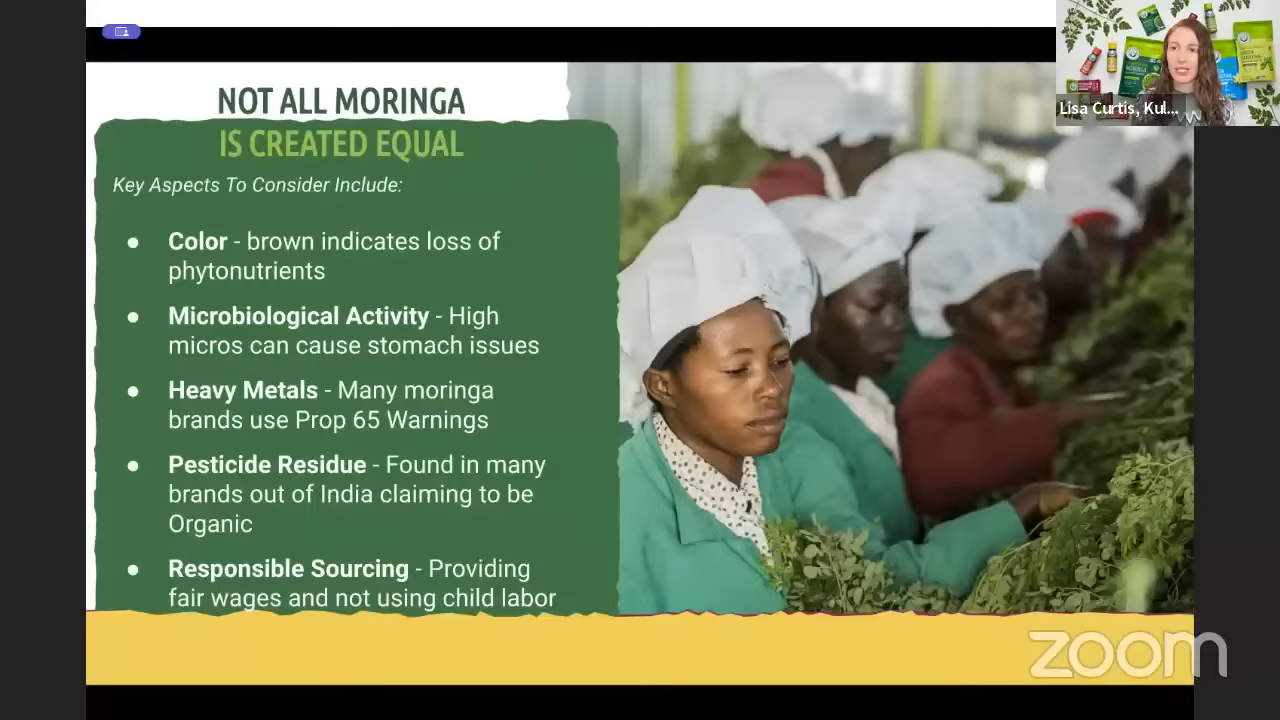 NOT ALL MORINGA
IS CREATED EQUAL
Key Aspects To Consider Include:
● Color - brown indicates loss of
phytonutrients
● Microbiological Activity - High
micros can cause stomach issues
● Heavy Metals - Many moringa
brands use Prop 65 Warnings
● Pesticide Residue - Found in many
brands out of India claiming to be
Organic
● Responsible Sourcing - Providing
fair wages and not using child labor
Lisa Curtis, Kul...
zoom